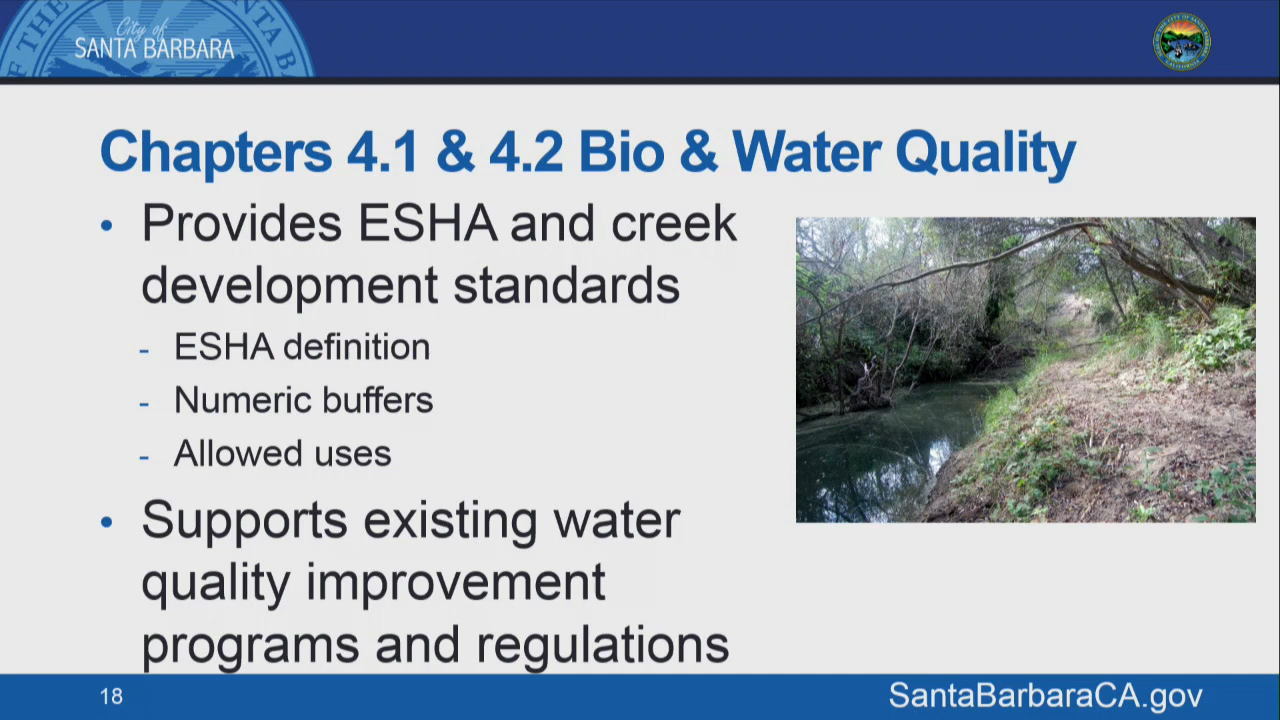 City of
SANTA BARBARA
Chapters 4.1 & 4.2 Bio & Water Quality
• Provides ESHA and creek
development standards
- ESHA definition
- Numeric buffers
- Allowed uses
• Supports existing water
quality improvement
programs and regulations
18
SantaBarbaraCA.gov